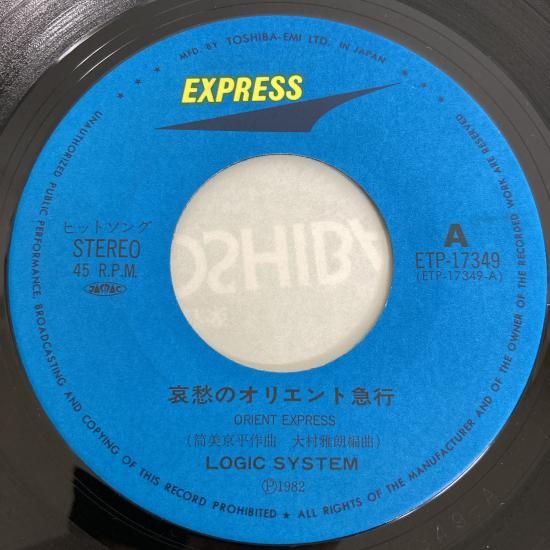 MFD. BY TOSHIBA-EMI LTD. IN JAPAN
EXPRESS
ヒットソング
STEREO
45 R.P.M.
JASRAC
A
ETP-17349
(ETP-17349-A)
OSHIBA
哀愁のオリエント急行
ORIENT EXPRESS
(筒美京平作曲 大村雅朗編曲)
LOGIC SYSTEM
Ⓟ1982
UNAUTHORIZED PUBLIC PERFORMANCE, BROADCASTING AND COPYING OF THIS RECORD PROHIBITED ★ ALL RIGHTS OF THE MANUFACTURER AND OF THE OWNER OF THE RECORDED WORK ARE RESERVED